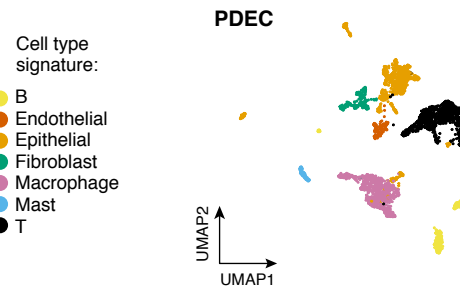 PDEC
Cell type
signature:
B
Endothelial
Epithelial
Fibroblast
Macrophage
Mast
T
UMAP2
UMAP1